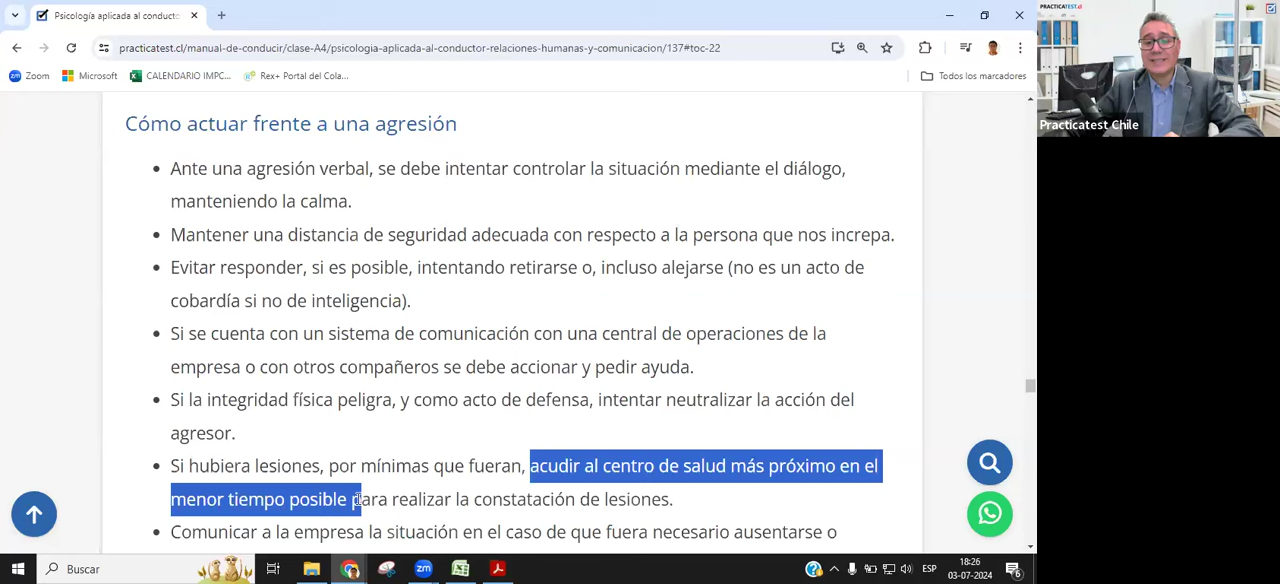 Psicología aplicada al conducto
practicatest.cl/manual-de-conducir/clase-A4/psicologia-aplicada-al-conductor-relaciones-humanas-y-comunicacion/137#toc-22
Zoom
Microsoft
CALENDARIO IMPC...
Rex+ Portal del Cola...
Todos los marcadores
PRACTICATEST.cl
Practicatest Chile
Cómo actuar frente a una agresión
• Ante una agresión verbal, se debe intentar controlar la situación mediante el diálogo,
manteniendo la calma.
• Mantener una distancia de seguridad adecuada con respecto a la persona que nos increpa.
• Evitar responder, si es posible, intentando retirarse o, incluso alejarse (no es un acto de
cobardía si no de inteligencia).
• Si se cuenta con un sistema de comunicación con una central de operaciones de la
empresa o con otros compañeros se debe accionar y pedir ayuda.
• Si la integridad física peligra, y como acto de defensa, intentar neutralizar la acción del
agresor.
• Si hubiera lesiones, por mínimas que fueran, acudir al centro de salud más próximo en el
menor tiempo posible para realizar la constatación de lesiones.
• Comunicar a la empresa la situación en el caso de que fuera necesario ausentarse o
Buscar
zm
ESP
18:26
03-07-2024
6